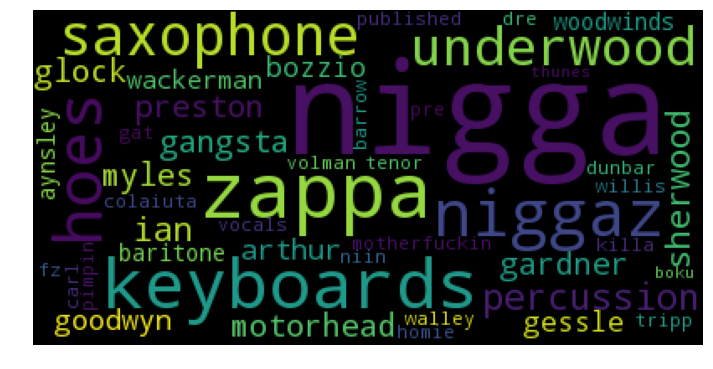 published dre woodwinds
saxophone underwood
glock wackerman bozzio thunes
preston nigga pre
gat gangsta barrow
aynsley hoes volman tenor dunbar
myles zappa willis sherwood
colaiuta niggaz
ian vocals motherfuckin killa
baritone arthur niin gardner
fz carl pimpin keyboards boku
percussion
goodwyn motorhead walley gessle tripp
homie